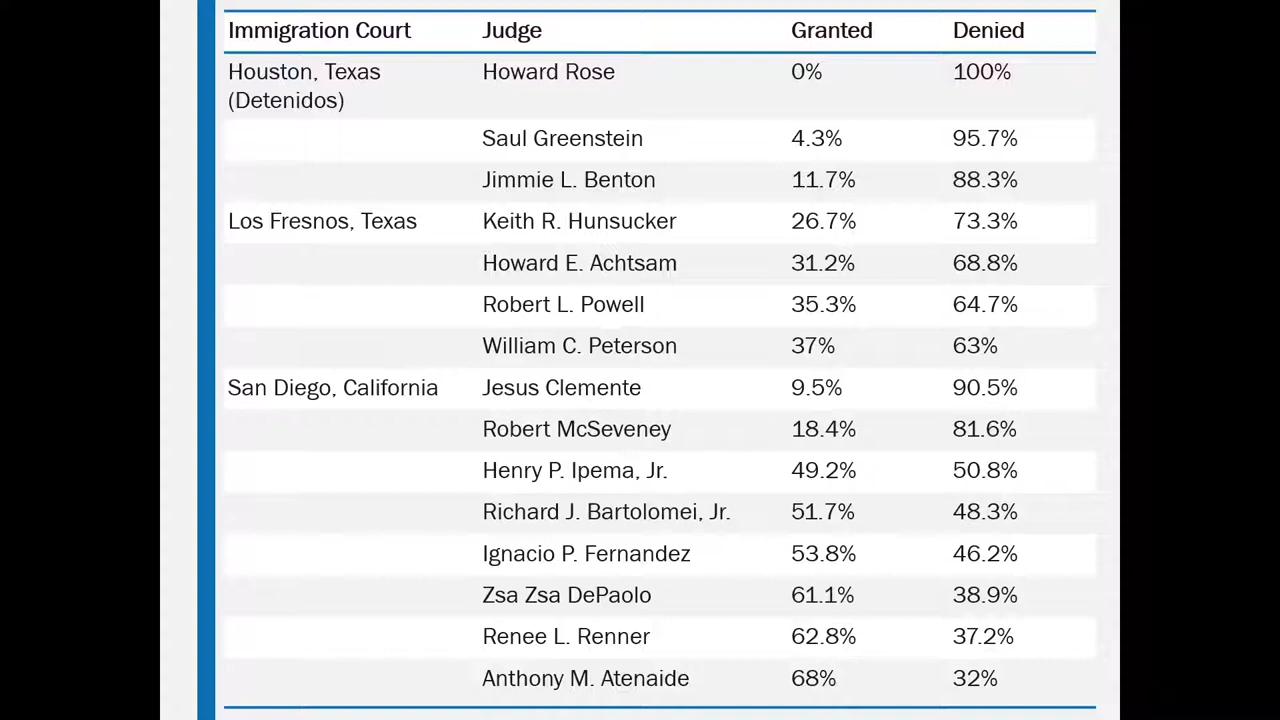 Immigration Court Judge Granted Denied
Houston, Texas Howard Rose 0% 100%
(Detenidos)
Saul Greenstein 4.3% 95.7%
Jimmie L. Benton 11.7% 88.3%
Los Fresnos, Texas Keith R. Hunsucker 26.7% 73.3%
Howard E. Achtsam 31.2% 68.8%
Robert L. Powell 35.3% 64.7%
William C. Peterson 37% 63%
San Diego, California Jesus Clemente 9.5% 90.5%
Robert McSeveney 18.4% 81.6%
Henry P. Ipema, Jr. 49.2% 50.8%
Richard J. Bartolomei, Jr. 51.7% 48.3%
Ignacio P. Fernandez 53.8% 46.2%
Zsa Zsa DePaolo 61.1% 38.9%
Renee L. Renner 62.8% 37.2%
Anthony M. Atenaide 68% 32%